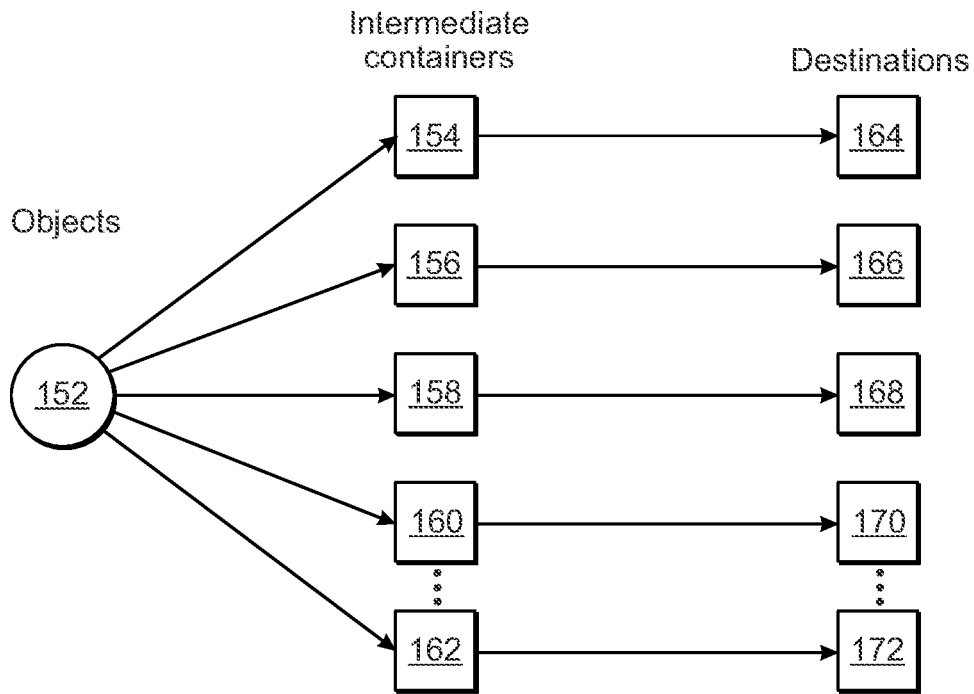 Intermediate
containers
Destinations
Objects
154
164
156
166
152
158
168
160
170
162
172